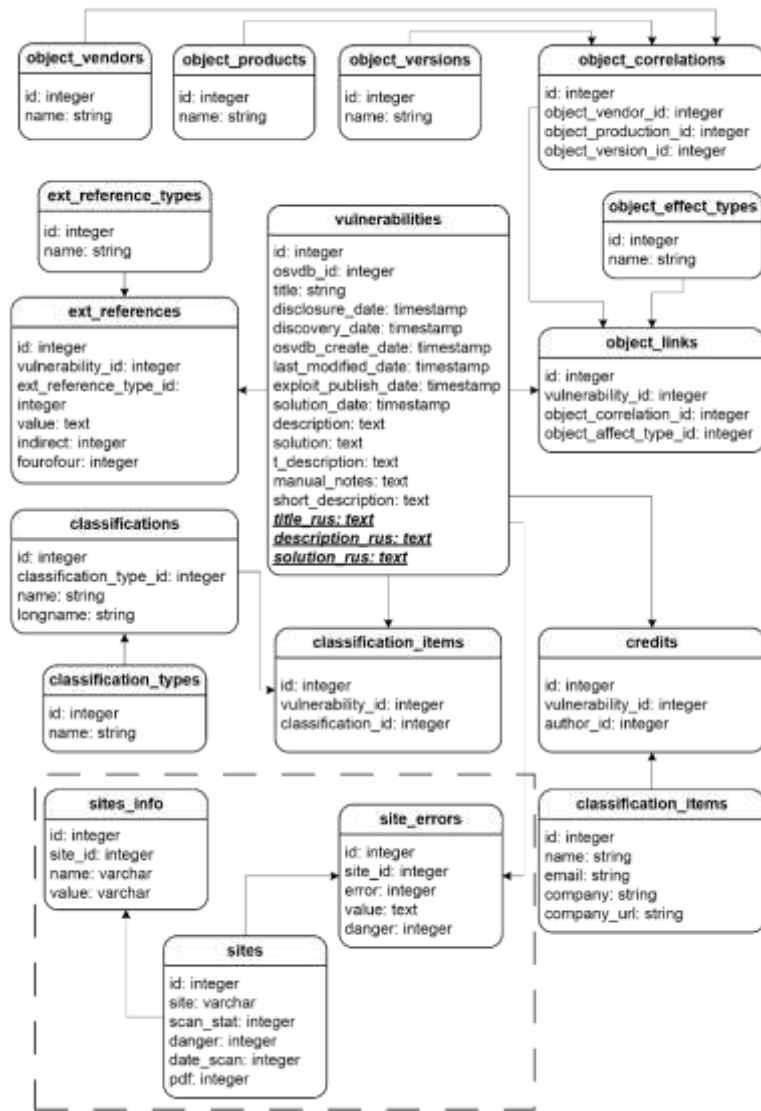 object_vendors
id: integer
name: string
object_products
id: integer
name: string
object_versions
id: integer
name: string
object_correlations
id: integer
object_vendor_id: integer
object_production_id: integer
object_version_id: integer
ext_reference_types
id: integer
name: string
vulnerabilities
id: integer
osvdb_id: integer
title: string
disclosure_date: timestamp
discovery_date: timestamp
osvdb_create_date: timestamp
last_modified_date: timestamp
exploit_publish_date: timestamp
solution_date: timestamp
description: text
solution: text
t_description: text
manual_notes: text
short_description: text
title_rus: text
description_rus: text
solution_rus: text
object_effect_types
id: integer
name: string
ext_references
id: integer
vulnerability_id: integer
ext_reference_type_id:
integer
value: text
indirect: integer
fourofour: integer
object_links
id: integer
vulnerability_id: integer
object_correlation_id: integer
object_affect_type_id: integer
classifications
id: integer
classification_type_id: integer
name: string
longname: string
classification_types
id: integer
name: string
classification_items
id: integer
vulnerability_id: integer
classification_id: integer
credits
id: integer
vulnerability_id: integer
author_id: integer
sites_info
id: integer
site_id: integer
name: varchar
value: varchar
site_errors
id: integer
site_id: integer
error: integer
value: text
danger: integer
classification_items
id: integer
name: string
email: string
company: string
company_url: string
sites
id: integer
site: varchar
scan_stat: integer
danger: integer
date_scan: integer
pdf: integer